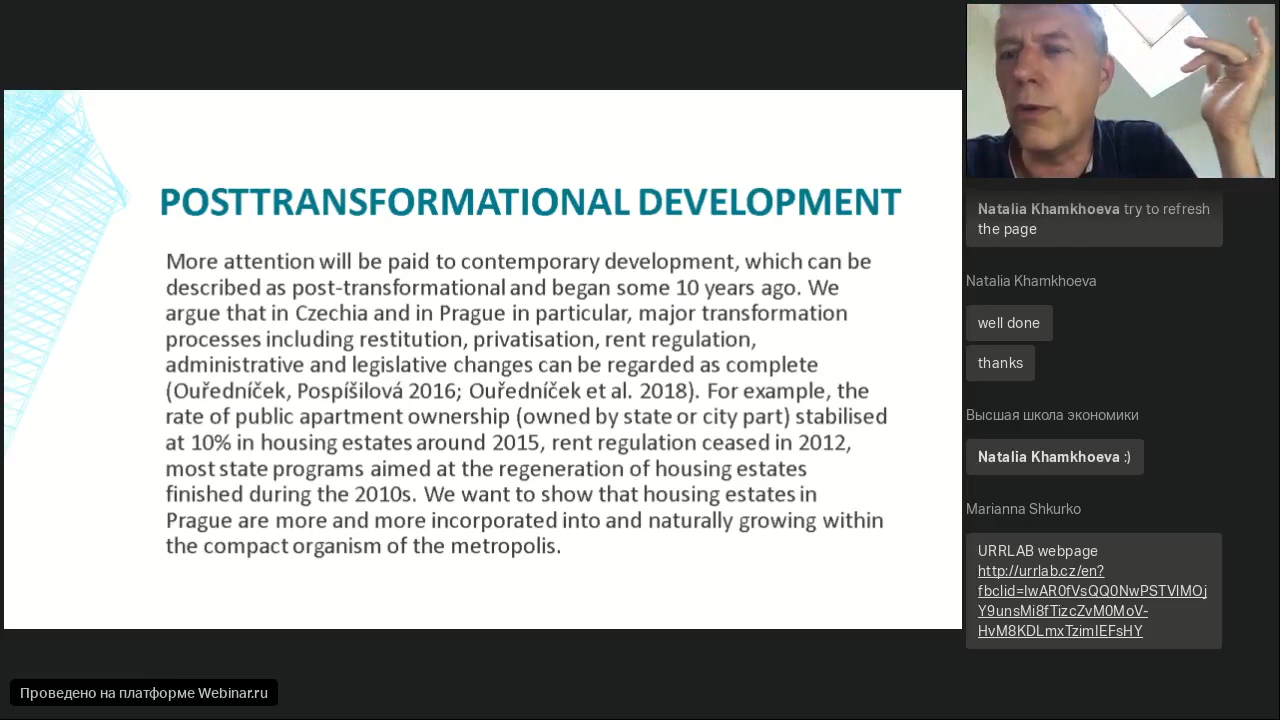 POSTTRANSFORMATIONAL DEVELOPMENT
More attention will be paid to contemporary development, which can be
described as post-transformational and began some 10 years ago. We
argue that in Czechia and in Prague in particular, major transformation
processes including restitution, privatisation, rent regulation,
administrative and legislative changes can be regarded as complete
(Ouředníček, Pospíšilová 2016; Ouředníček et al. 2018). For example, the
rate of public apartment ownership (owned by state or city part) stabilised
at 10% in housing estates around 2015, rent regulation ceased in 2012,
most state programs aimed at the regeneration of housing estates
finished during the 2010s. We want to show that housing estates in
Prague are more and more incorporated into and naturally growing within
the compact organism of the metropolis.
Natalia Khamkhoeva try to refresh
the page
Natalia Khamkhoeva
well done
thanks
Высшая школа экономики
Natalia Khamkhoeva :)
Marianna Shkurko
URRLAB webpage
http://urrlab.cz/en?
fbclid=IwAR0fVsQQ0NwPSTVlMOj
Y9unsMi8fTizcZvM0MoV-
HvM8KDLmxTzimIEFsHY
Проведено на платформе Webinar.ru